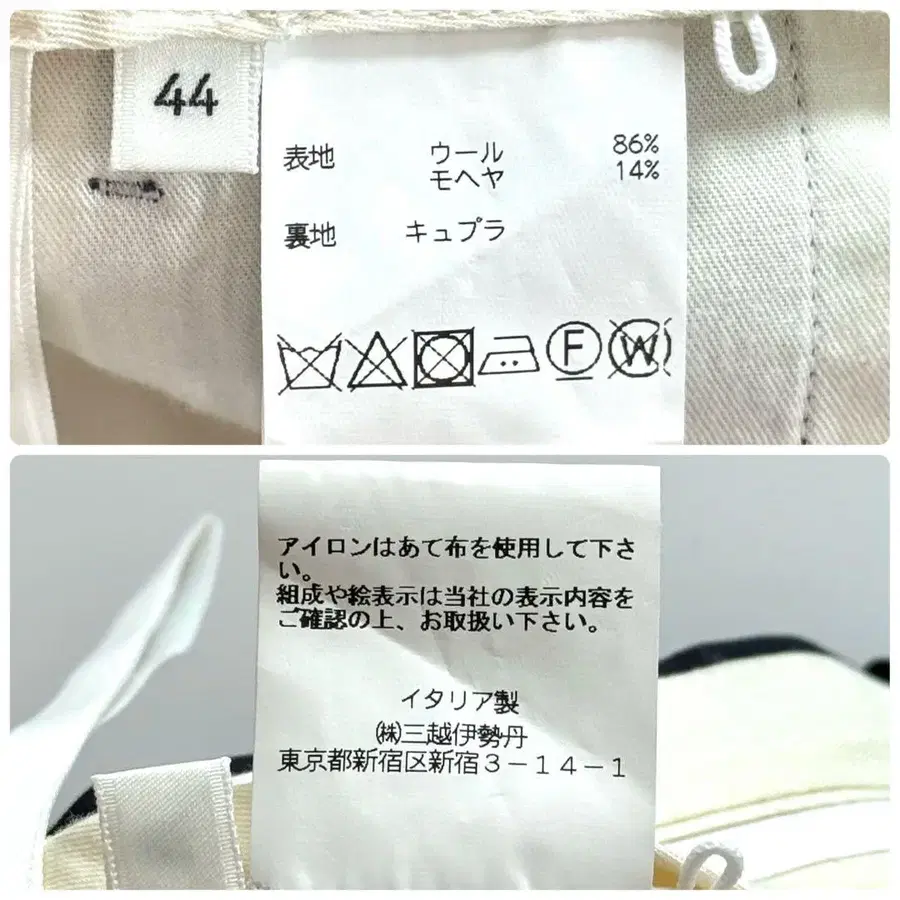 44
表地 ウール 86%
モヘヤ 14%
裏地 キュプラ
F W
アイロンはあて布を使用して下さ
い。
組成や絵表示は当社の表示内容を
ご確認の上、お取扱い下さい。
イタリア製
㈱三越伊勢丹
東京都新宿区新宿3-14-1